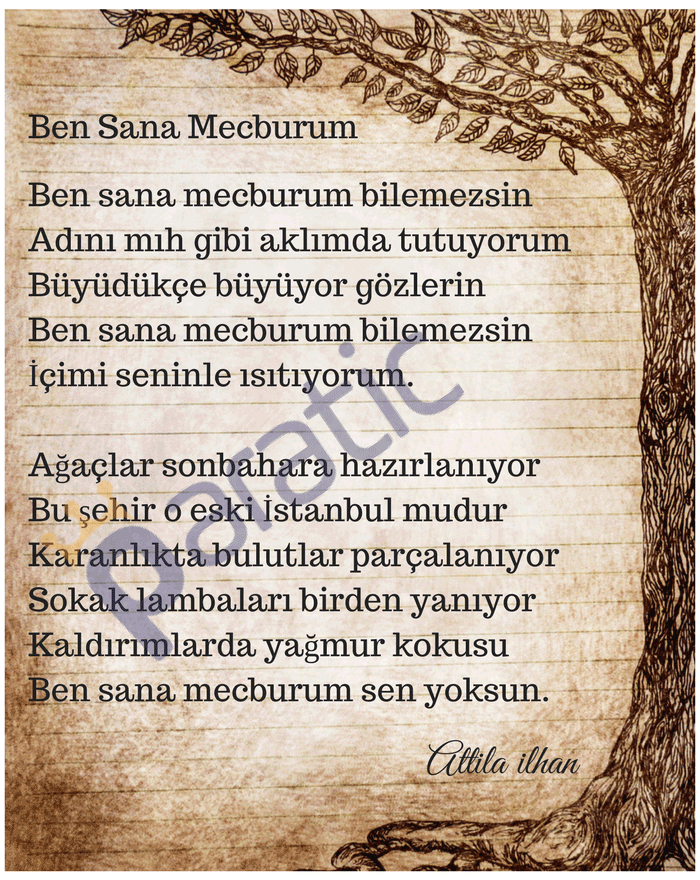 Ben Sana Mecburum
Ben sana mecburum bilemezsin
Adını mıh gibi aklımda tutuyorum
Büyüdükçe büyüyor gözlerin
Ben sana mecburum bilemezsin
İçimi seninle ısıtıyorum.
Ağaçlar sonbahara hazırlanıyor
Bu şehir o eski İstanbul mudur
Karanlıkta bulutlar parçalanıyor
Sokak lambaları birden yanıyor
Kaldırımlarda yağmur kokusu
Ben sana mecburum sen yoksun.
Attila ilhan
paratic